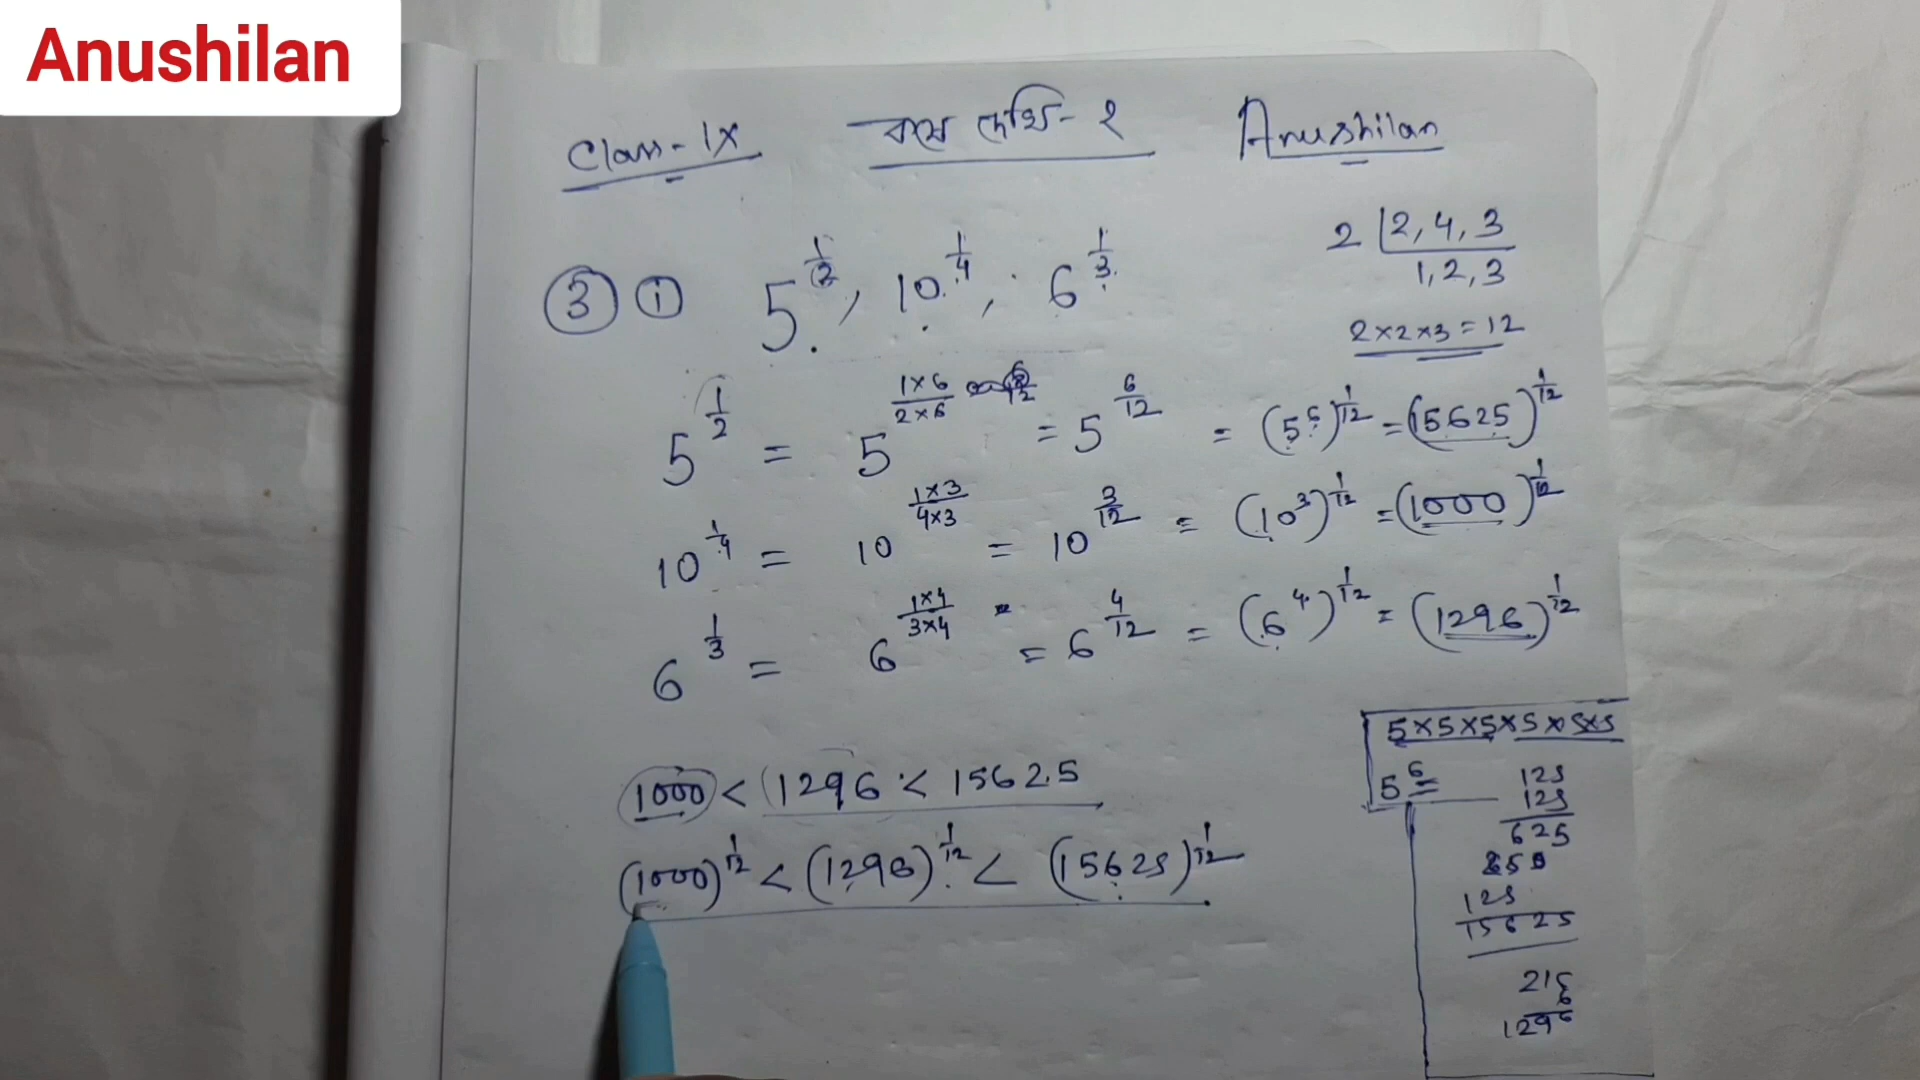 Anushilan
Class - IX কষে দেখি - ২ Anushilan
③ ① 5^{1/2}, 10^{1/4}, 6^{1/3}
2 | 2, 4, 3
1, 2, 3
2×2×3 = 12
5^{1/2} = 5^{1×6/2×6} = 5^{6/12} = (5^6)^{1/12} = (15625)^{1/12}
10^{1/4} = 10^{1×3/4×3} = 10^{3/12} = (10^3)^{1/12} = (1000)^{1/12}
6^{1/3} = 6^{1×4/3×4} = 6^{4/12} = (6^4)^{1/12} = (1296)^{1/12}
1000 < 1296 < 15625
(1000)^{1/12} < (1296)^{1/12} < (15625)^{1/12}
5×5×5×5×5×5
5^6 =
125
125
625
125
15625
216
6
1296